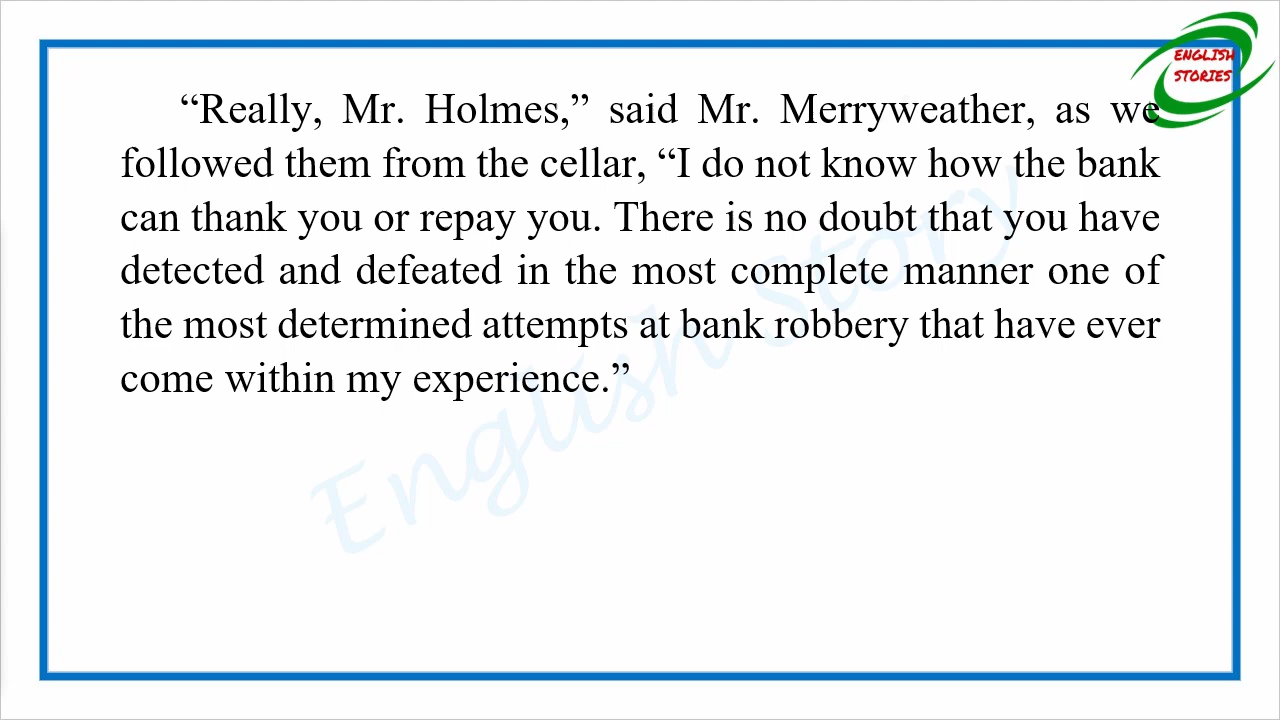 ENGLISH
STORIES
“Really, Mr. Holmes,” said Mr. Merryweather, as we
followed them from the cellar, “I do not know how the bank
can thank you or repay you. There is no doubt that you have
detected and defeated in the most complete manner one of
the most determined attempts at bank robbery that have ever
come within my experience.”
English Story